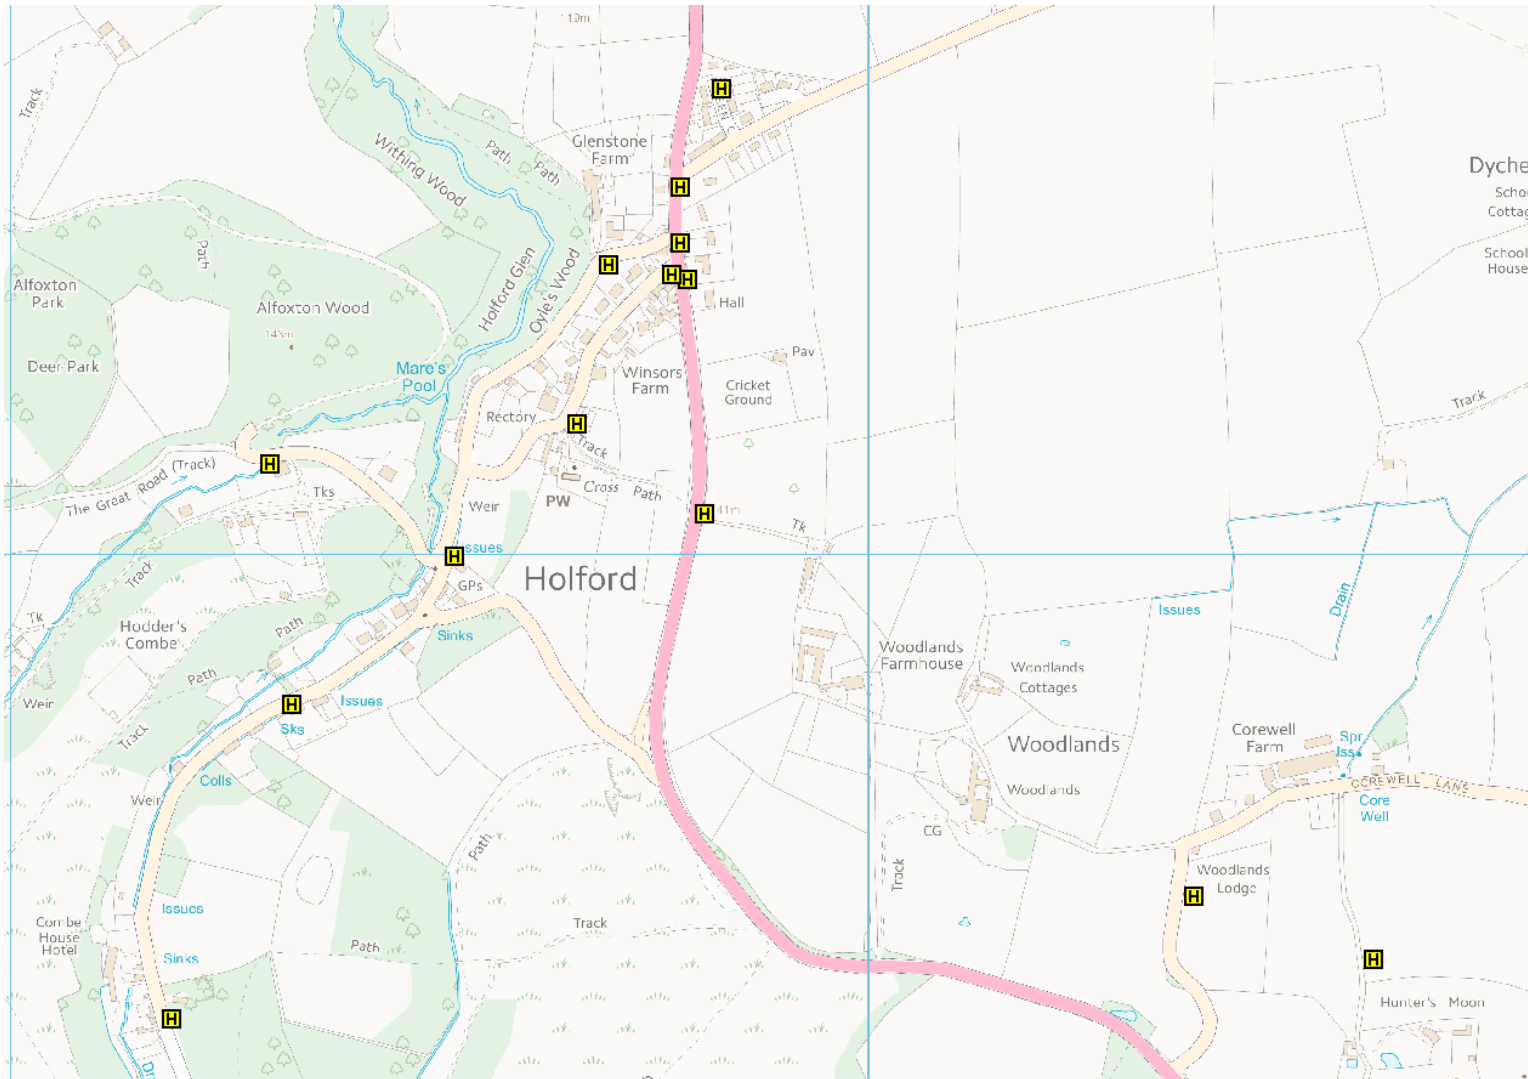 119m
Track
H
EN C
Glenstone
Farm
Path
Path
Withing Wood
H
Dyche
Scho
Cottag
School
House
Path
H
H
H
H
Alfoxton
Park
Alfoxton Wood
Holford Glen
Oyle's Wood
Hall
145m
Deer Park
Mare's
Pool
Winsors
Farm
Pav
Cricket
Ground
Rectory
H
Track
Track
H
The Great Road (Track)
Tks
Cross
Path
PW
Weir
H
41m
Tk
H
Issues
Track
GPs
Holford
Drain
Issues
Tk
Hodder's
Combe
Path
Sinks
Woodlands
Farmhouse
Woodlands
Cottages
Path
Weir
H
Issues
Sks
Track
Woodlands
Corewell
Farm
Spr
Iss
Colls
Weir
Woodlands
COREWELL LANE
Core
Well
CG
Path
Track
Woodlands
Lodge
H
Issues
Combe
House
Hotel
Track
Path
Sinks
H
Hunter's Moon
H
Dr